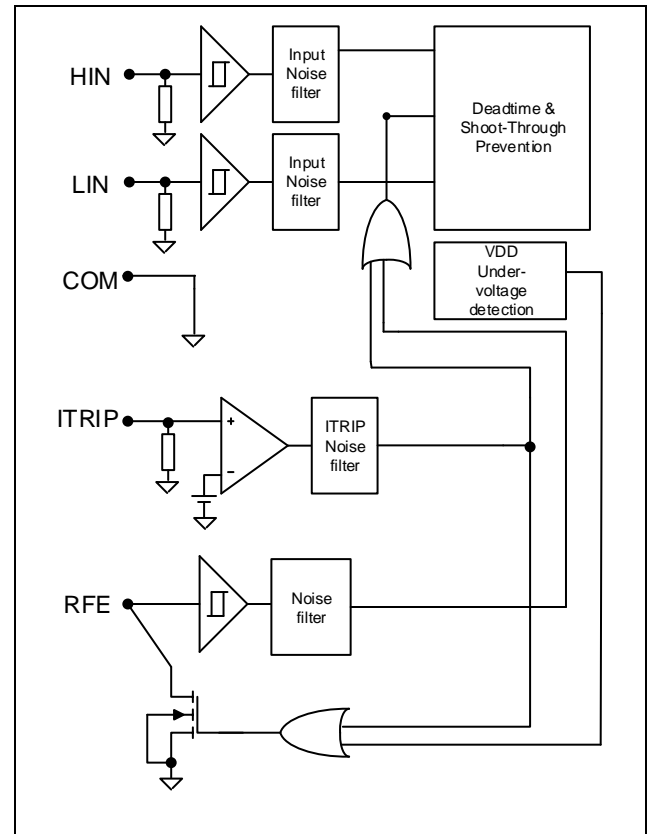 HIN
Input
Noise
filter
Deadtime &
Shoot-Through
Prevention
LIN
Input
Noise
filter
COM
VDD
Under-
voltage
detection
ITRIP
+
−
ITRIP
Noise
filter
RFE
Noise
filter